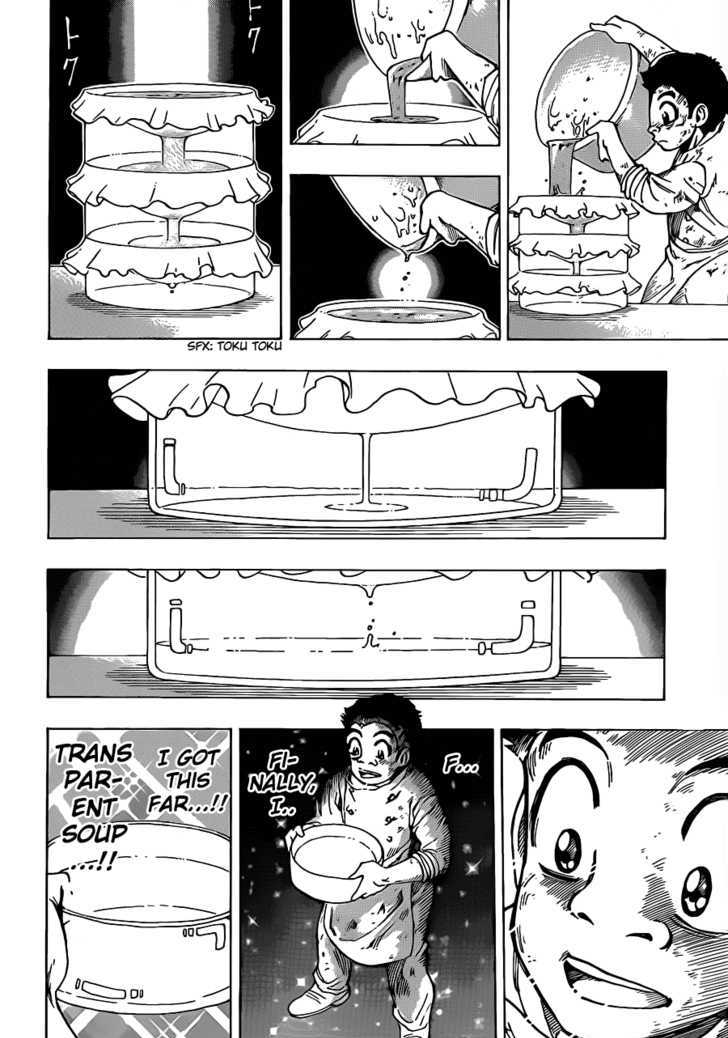 トク
トク
SFX: TOKU TOKU
F...
FI-
NALLY,
I..
I GOT
THIS
FAR...!!
TRANS
PAR-
ENT
SOUP
...!!